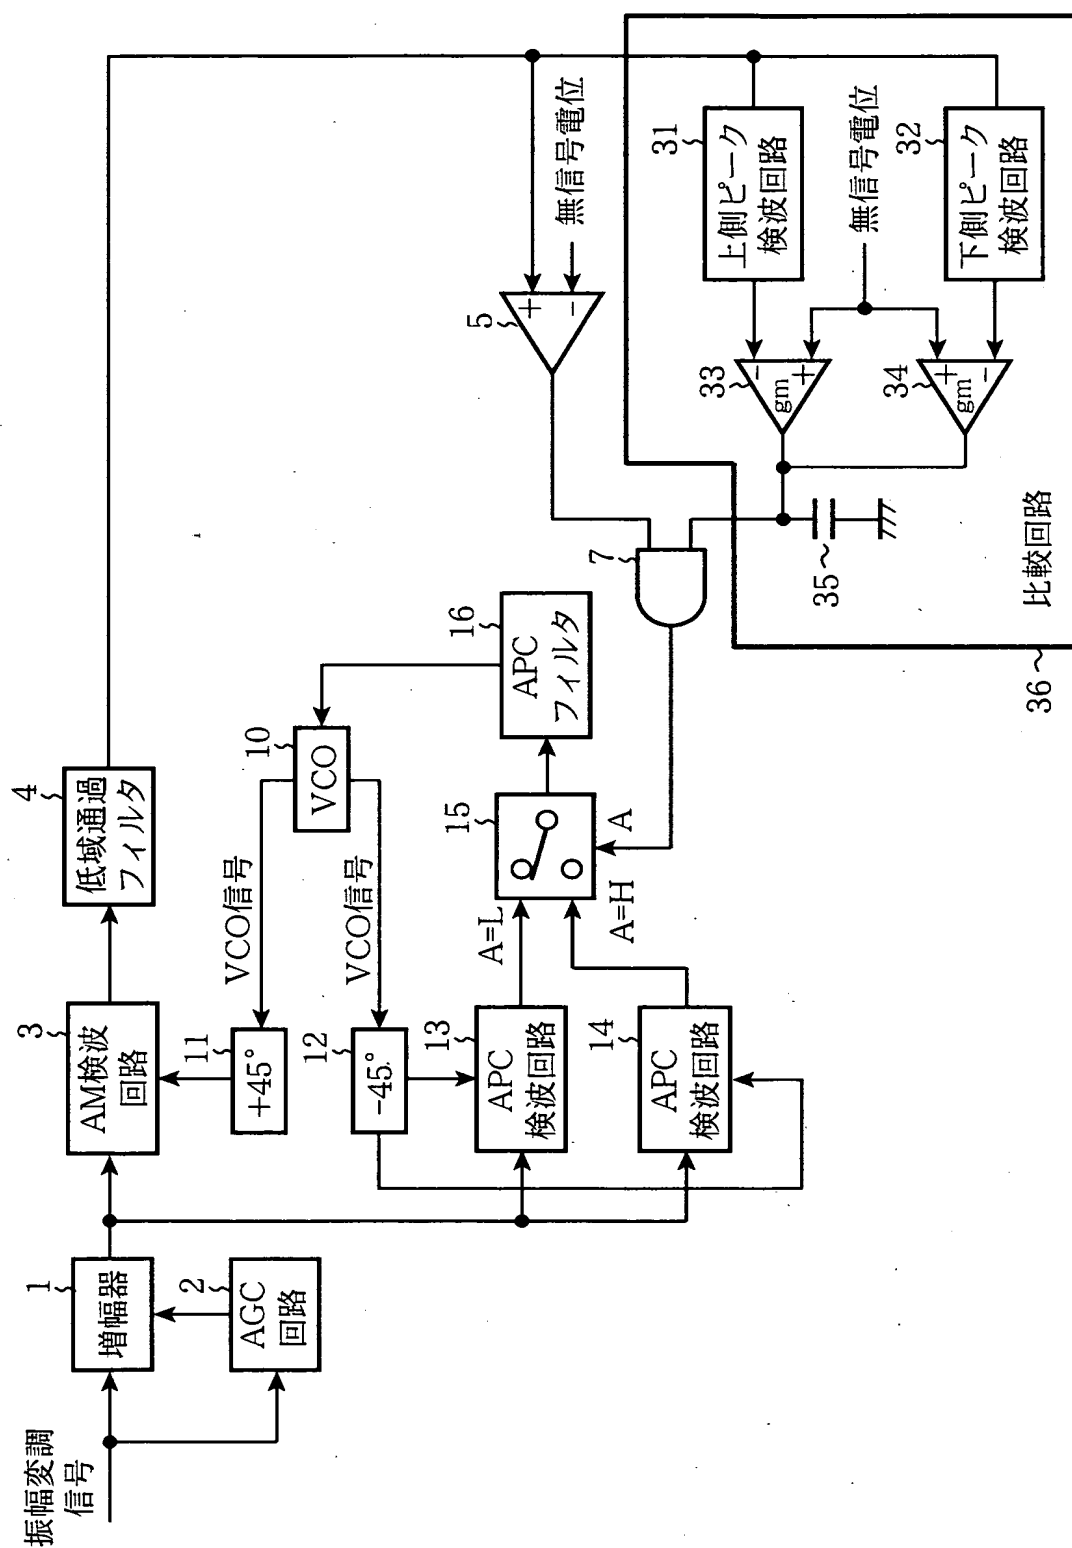 振幅変調
信号
1
増幅器
2
AGC
回路
3
AM検波
回路
4
低域通過
フィルタ
11
+45°
VCO信号
10
VCO
12
-45°
VCO信号
13
APC
検波回路
A=L
14
APC
検波回路
A=H
15
A
16
APC
フィルタ
5
+
-
無信号電位
7
31
上側ピーク
検波回路
32
下側ピーク
検波回路
無信号電位
33
-
+
gm
34
+
-
gm
35
比較回路
36